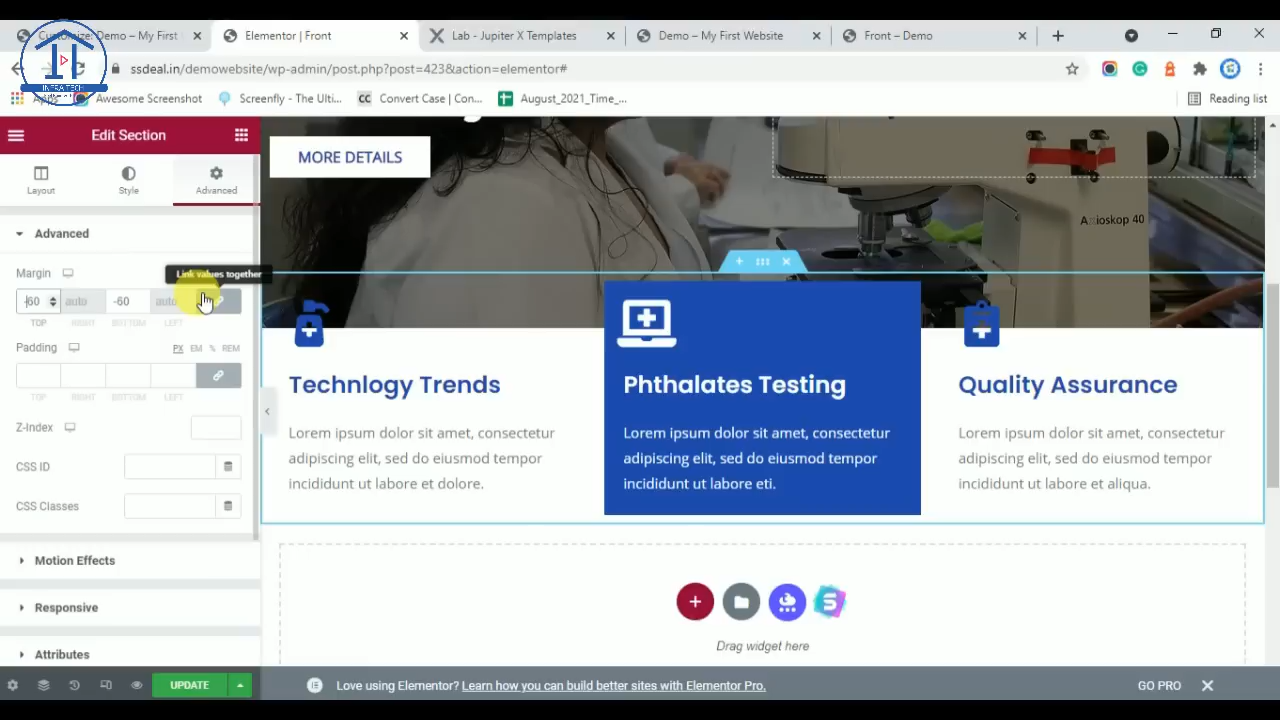 Customize: Demo – My First
Elementor | Front
Lab - Jupiter X Templates
Demo – My First Website
Front – Demo
ssdeal.in/demowebsite/wp-admin/post.php?post=423&action=elementor#
INFRA TECH
Apps
Awesome Screenshot
Screenfly - The Ulti...
CC Convert Case | Con...
August_2021_Time_...
Reading list
Edit Section
Layout
Style
Advanced
Advanced
Margin
Link values together
-60
auto
-60
auto
TOP RIGHT BOTTOM LEFT
Padding
PX EM % REM
TOP RIGHT BOTTOM LEFT
Z-Index
CSS ID
CSS Classes
Motion Effects
Responsive
Attributes
UPDATE
MORE DETAILS
Axioskop 40
Technlogy Trends
Lorem ipsum dolor sit amet, consectetur
adipiscing elit, sed do eiusmod tempor
incididunt ut labore et dolore.
Phthalates Testing
Lorem ipsum dolor sit amet, consectetur
adipiscing elit, sed do eiusmod tempor
incididunt ut labore eti.
Quality Assurance
Lorem ipsum dolor sit amet, consectetur
adipiscing elit, sed do eiusmod tempor
incididunt ut labore et aliqua.
Drag widget here
Love using Elementor? Learn how you can build better sites with Elementor Pro.
GO PRO